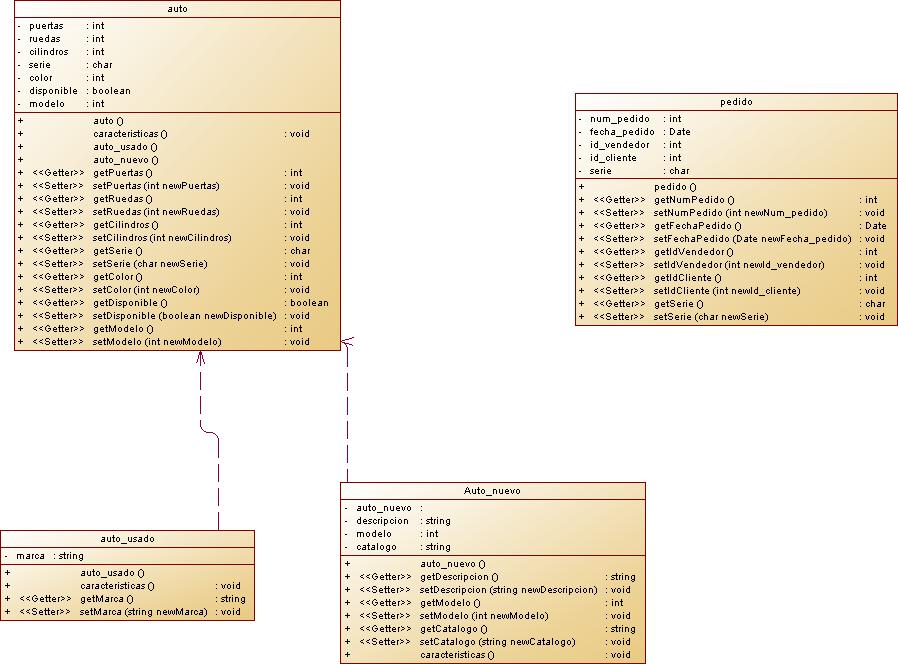 auto
- puertas : int
- ruedas : int
- cilindros : int
- serie : char
- color : int
- disponible : boolean
- modelo : int
+ auto ()
+ caracteristicas () : void
+ auto_usado ()
+ auto_nuevo ()
+ <<Getter>> getPuertas () : int
+ <<Setter>> setPuertas (int newPuertas) : void
+ <<Getter>> getRuedas () : int
+ <<Setter>> setRuedas (int newRuedas) : void
+ <<Getter>> getCilindros () : int
+ <<Setter>> setCilindros (int newCilindros) : void
+ <<Getter>> getSerie () : char
+ <<Setter>> setSerie (char newSerie) : void
+ <<Getter>> getColor () : int
+ <<Setter>> setColor (int newColor) : void
+ <<Getter>> getDisponible () : boolean
+ <<Setter>> setDisponible (boolean newDisponible) : void
+ <<Getter>> getModelo () : int
+ <<Setter>> setModelo (int newModelo) : void
pedido
- num_pedido : int
- fecha_pedido : Date
- id_vendedor : int
- id_cliente : int
- serie : char
+ pedido ()
+ <<Getter>> getNumPedido () : int
+ <<Setter>> setNumPedido (int newNum_pedido) : void
+ <<Getter>> getFechaPedido () : Date
+ <<Setter>> setFechaPedido (Date newFecha_pedido) : void
+ <<Getter>> getIdVendedor () : int
+ <<Setter>> setIdVendedor (int newId_vendedor) : void
+ <<Getter>> getIdCliente () : int
+ <<Setter>> setIdCliente (int newId_cliente) : void
+ <<Getter>> getSerie () : char
+ <<Setter>> setSerie (char newSerie) : void
auto_usado
- marca : string
+ auto_usado ()
+ caracteristicas () : void
+ <<Getter>> getMarca () : string
+ <<Setter>> setMarca (string newMarca) : void
Auto_nuevo
- auto_nuevo :
- descripcion : string
- modelo : int
- catalogo : string
+ auto_nuevo ()
+ <<Getter>> getDescripcion () : string
+ <<Setter>> setDescripcion (string newDescripcion) : void
+ <<Getter>> getModelo () : int
+ <<Setter>> setModelo (int newModelo) : void
+ <<Getter>> getCatalogo () : string
+ <<Setter>> setCatalogo (string newCatalogo) : void
+ caracteristicas () : void